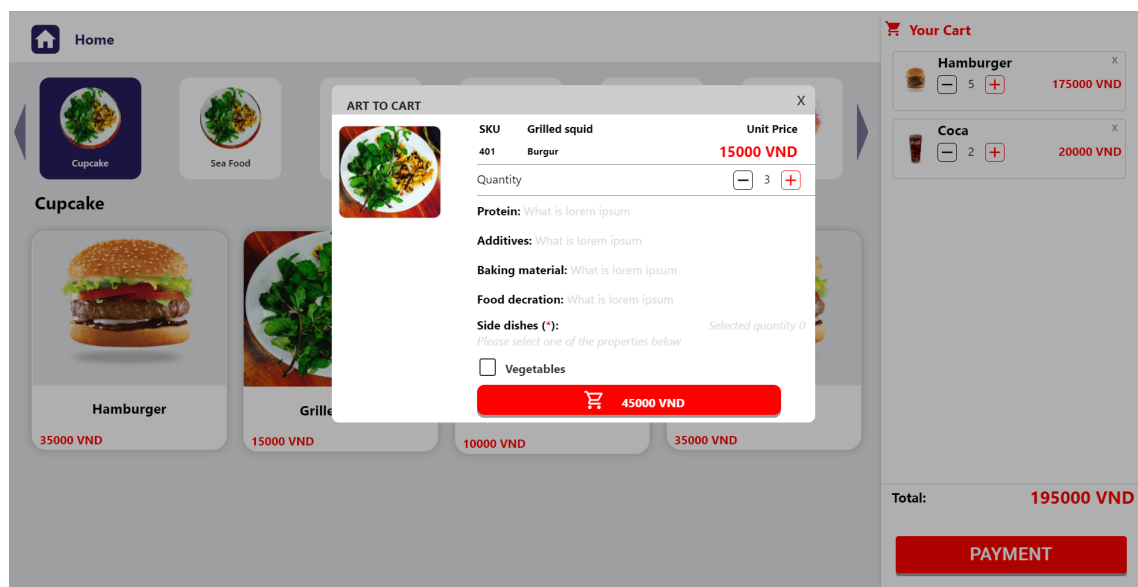 Home
Cupcake
Sea Food
Cupcake
Hamburger
35000 VND
Grille
15000 VND
10000 VND
35000 VND
ART TO CART
X
SKU Grilled squid Unit Price
401 Burgur 15000 VND
Quantity 3
Protein: What is lorem ipsum
Additives: What is lorem ipsum
Baking material: What is lorem ipsum
Food decration: What is lorem ipsum
Side dishes (*): Selected quantity 0
Please select one of the properties below
Vegetables
45000 VND
Your Cart
Hamburger X
5 175000 VND
Coca X
2 20000 VND
Total: 195000 VND
PAYMENT